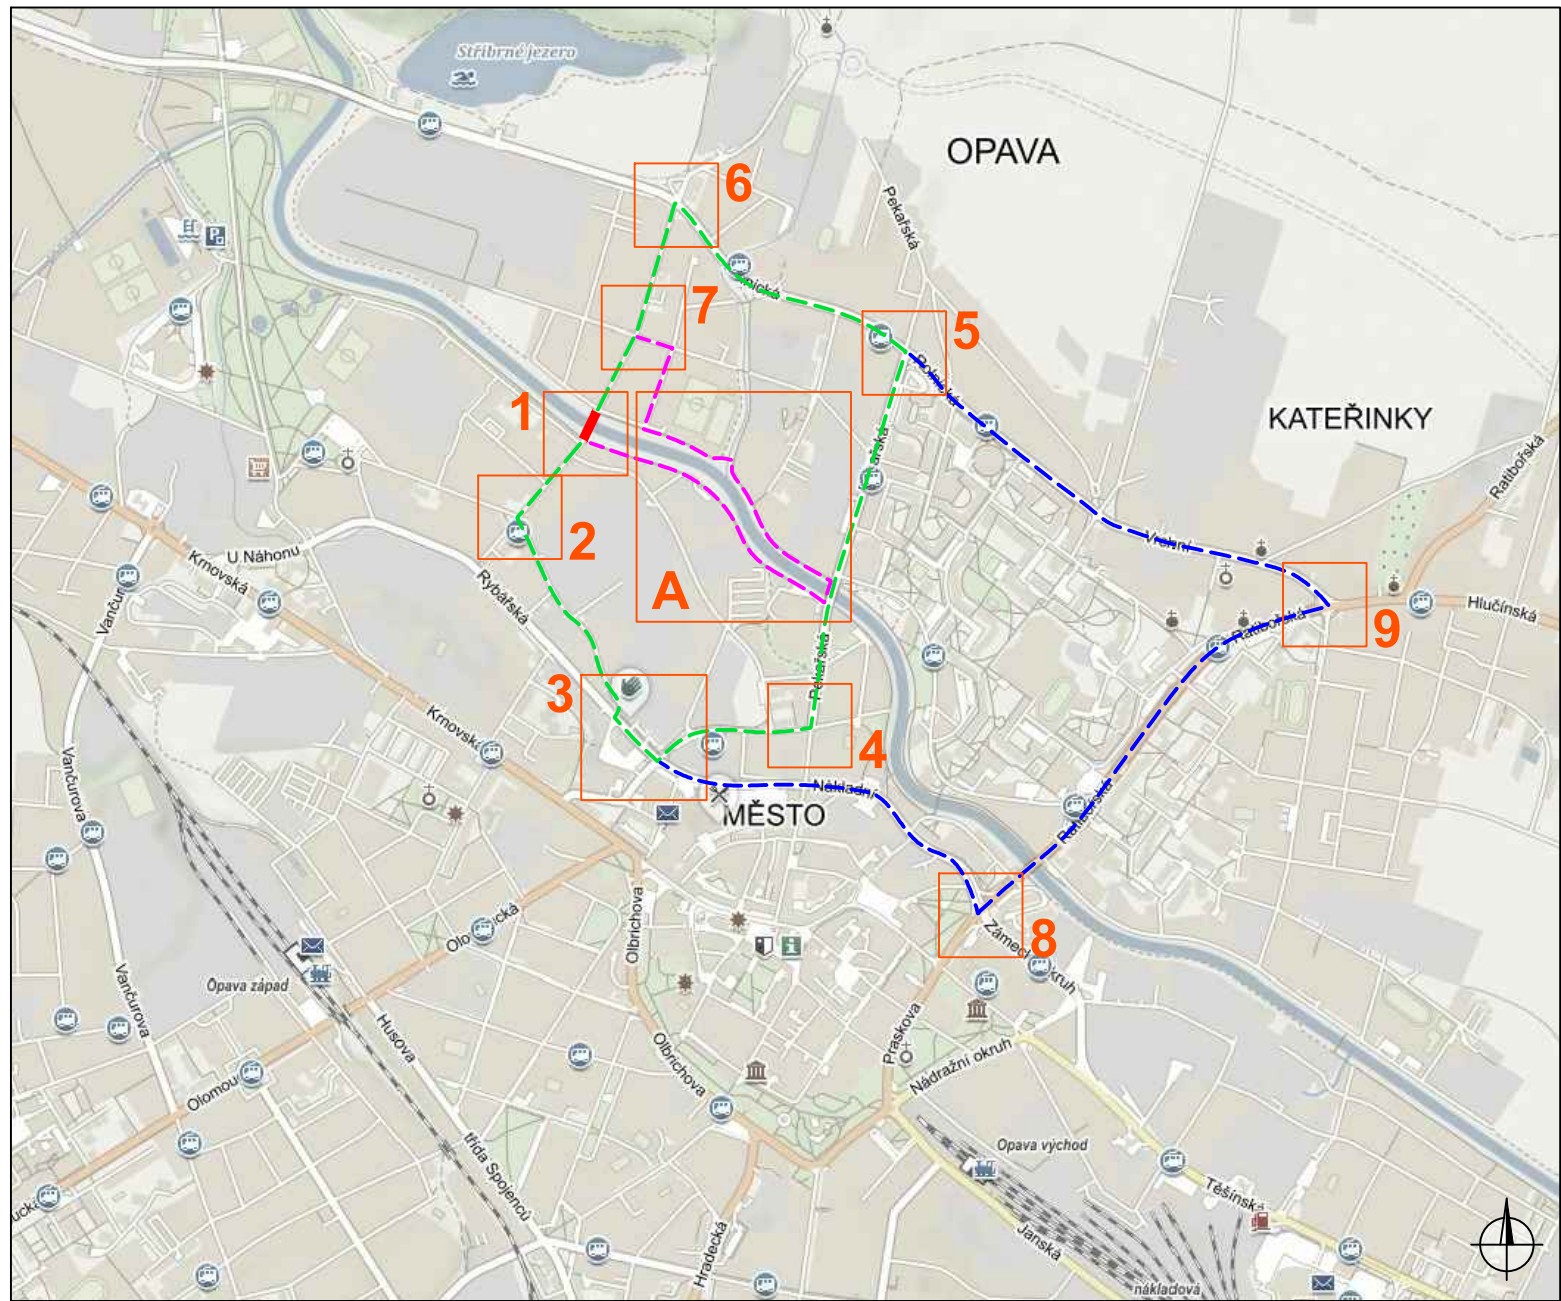 Stříbrné jezero
OPAVA
6
Pekařská
7
5
Rolnická
1
KATEŘINKY
Ratibořská
2
U Náhonu
Krnovská
Rybářská
A
Vrchní
Hlučínská
Ratibořská
9
Pekařská
3
Krnovská
4
Nákladní
MĚSTO
Vančurova
Ratibořská
Olbrichova
8
Zámecký okruh
Opava západ
Vančurova
Husova
Praskova
Olbrichova
Nádražní okruh
Opava východ
třída Spojenců
Těšínská
Hradecká
Janská
nákladová